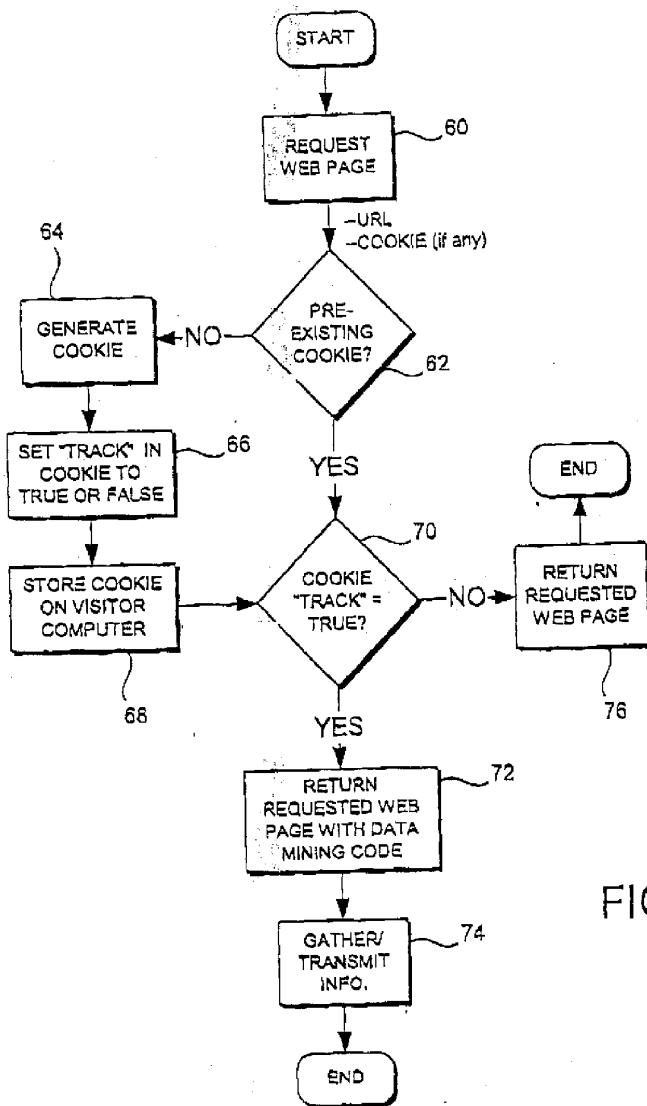 START
60
REQUEST
WEB PAGE
–URL
–COOKIE (if any)
64
GENERATE
COOKIE
NO
PRE-
EXISTING
COOKIE?
62
66
SET "TRACK" IN
COOKIE TO
TRUE OR FALSE
YES
END
70
STORE COOKIE
ON VISITOR
COMPUTER
68
COOKIE
"TRACK" =
TRUE?
NO
RETURN
REQUESTED
WEB PAGE
76
YES
72
RETURN
REQUESTED WEB
PAGE WITH DATA
MINING CODE
74
GATHER/
TRANSMIT
INFO.
FIG
END